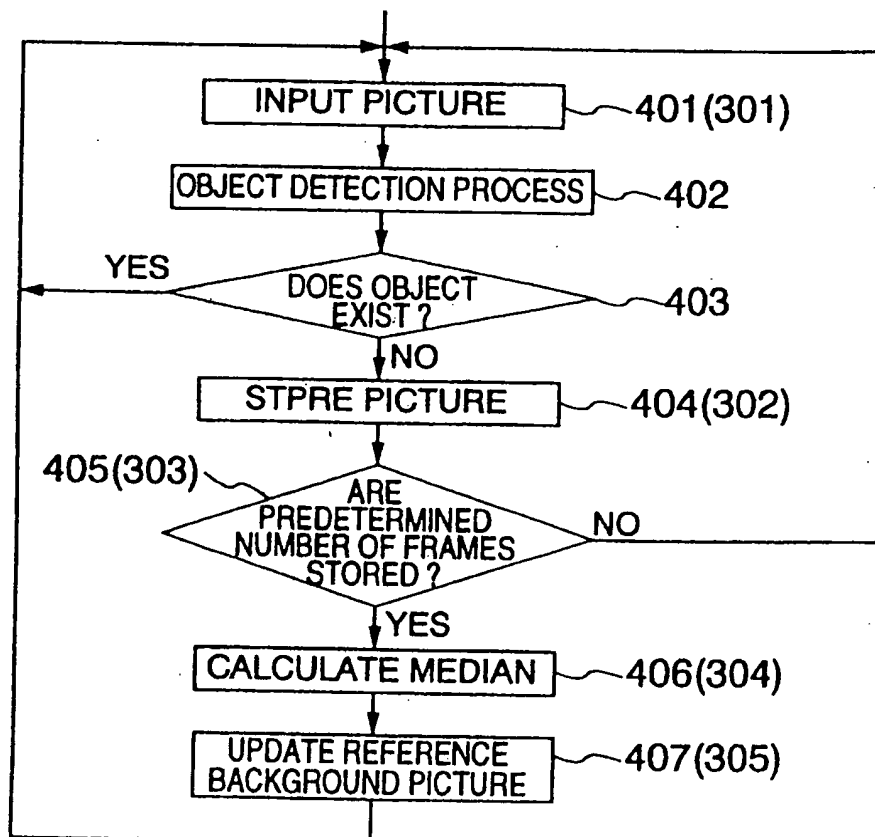 INPUT PICTURE
401(301)
OBJECT DETECTION PROCESS
402
YES
DOES OBJECT
EXIST ?
403
NO
STPRE PICTURE
404(302)
405(303)
ARE
PREDETERMINED
NUMBER OF FRAMES
STORED ?
NO
YES
CALCULATE MEDIAN
406(304)
UPDATE REFERENCE
BACKGROUND PICTURE
407(305)